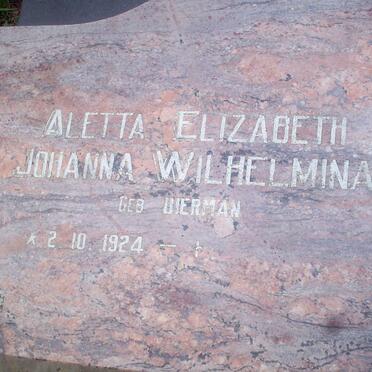 ALETTA ELIZABETH
JOHANNA WILHELMINA
GEB DIERMAN
* 2. 10. 1924 — †